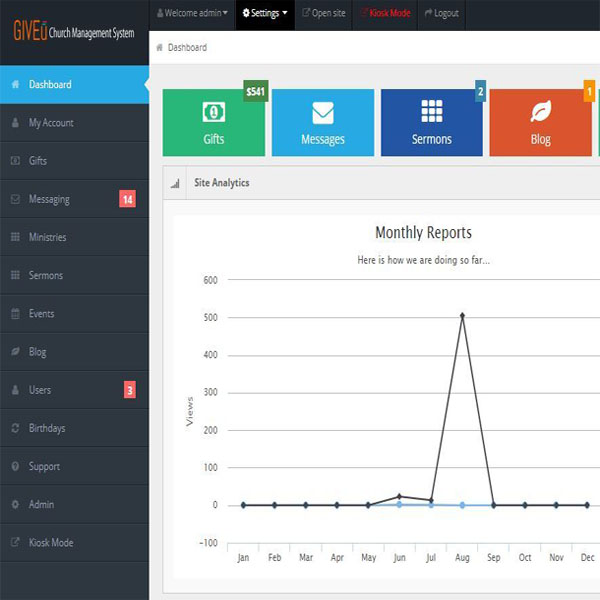 GIVEU Church Management System
Welcome admin Settings Open site Kiosk Mode Logout
Dashboard
Dashboard
My Account
Gifts
Messaging 14
Ministries
Sermons
Events
Blog
Users 3
Birthdays
Support
Admin
Kiosk Mode
$541
Gifts
Messages
2
Sermons
1
Blog
Site Analytics
Monthly Reports
Here is how we are doing so far...
Views
600
500
400
300
200
100
0
-100
Jan Feb Mar Apr May Jun Jul Aug Sep Oct Nov Dec